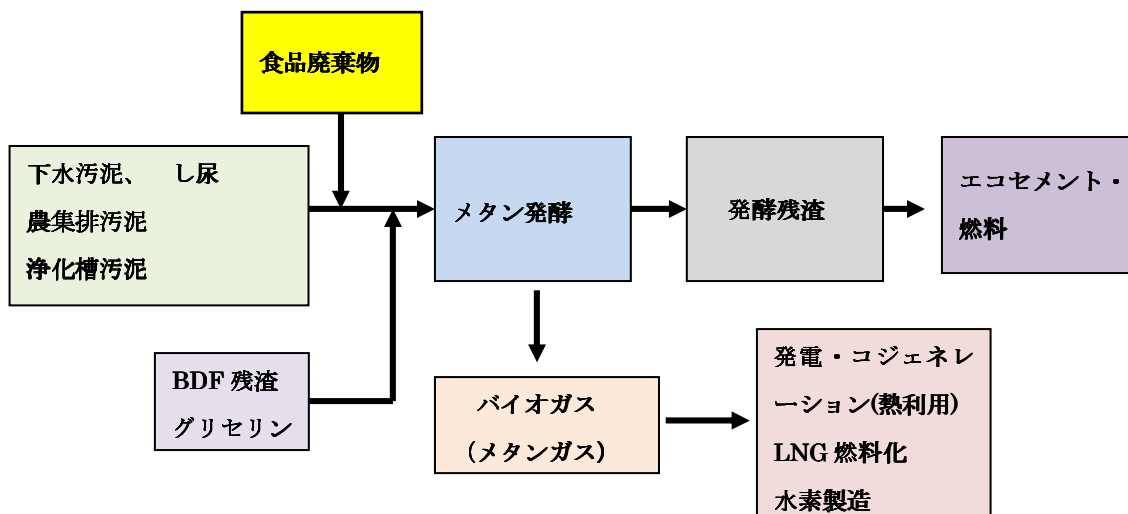 食品廃棄物
下水汚泥、 し尿
農集排汚泥
浄化槽汚泥
メタン発酵
発酵残渣
エコセメント・
燃料
BDF 残渣
グリセリン
バイオガス
（メタンガス）
発電・コジェネレ
ーション(熱利用)
LNG 燃料化
水素製造